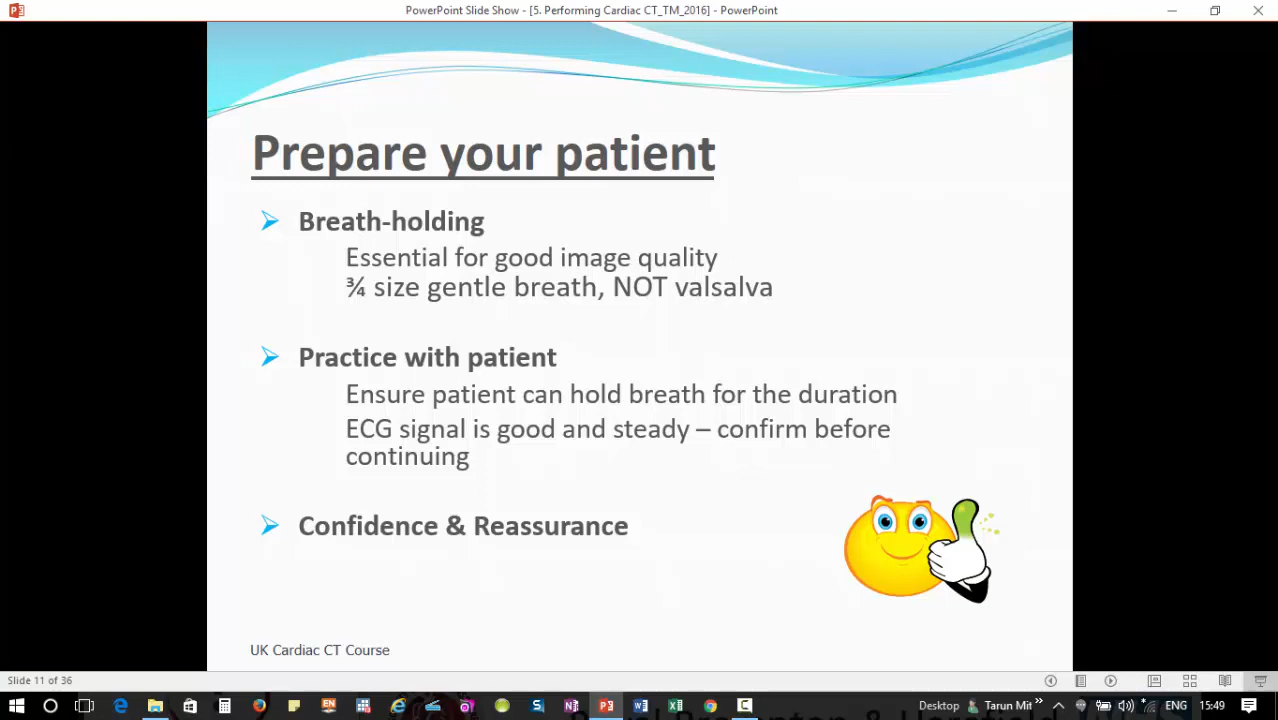 PowerPoint Slide Show - [5. Performing Cardiac CT_TM_2016] - PowerPoint
Prepare your patient
Breath-holding
Essential for good image quality
¾ size gentle breath, NOT valsalva
Practice with patient
Ensure patient can hold breath for the duration
ECG signal is good and steady – confirm before
continuing
Confidence & Reassurance
UK Cardiac CT Course
Slide 11 of 36
Desktop Tarun Mit ENG 15:49